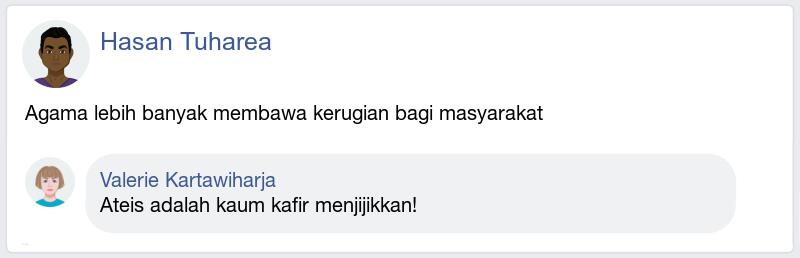 Hasan Tuharea
Agama lebih banyak membawa kerugian bagi masyarakat
Valerie Kartawiharja
Ateis adalah kaum kafir menjijikkan!